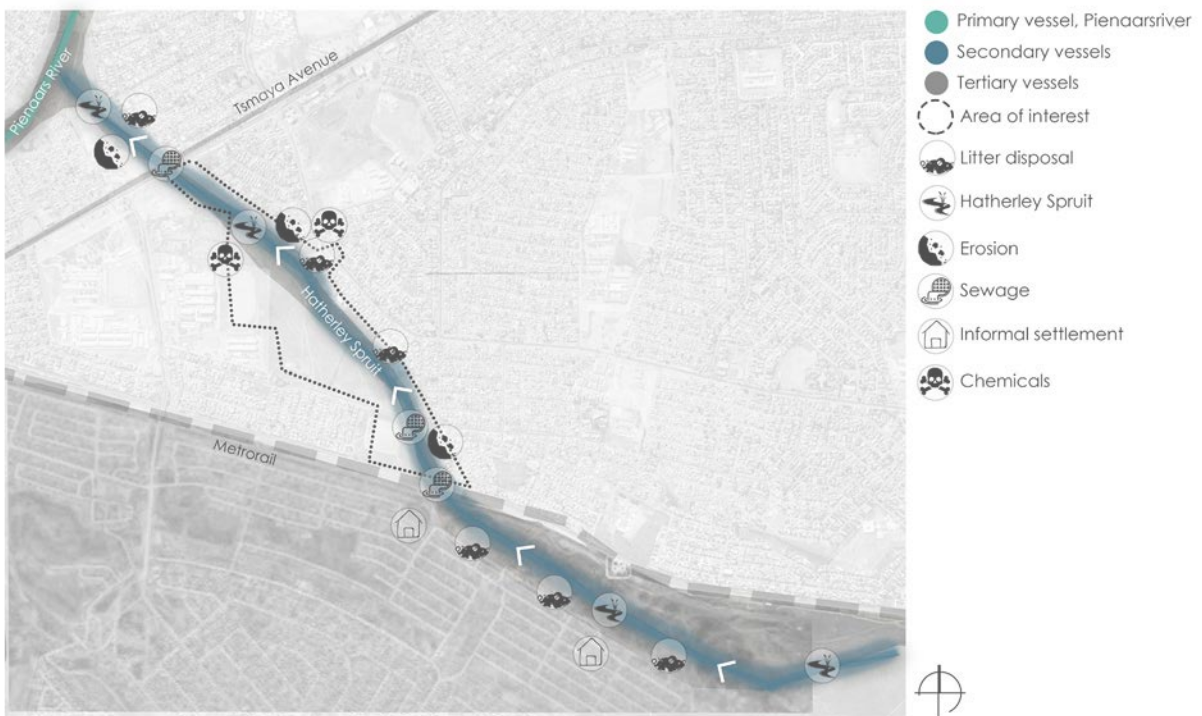 Pienaars River
Tsmaya Avenue
Hatherley Spruit
Metrorail
Primary vessel, Pienaarsriver
Secondary vessels
Tertiary vessels
Area of interest
Litter disposal
Hatherley Spruit
Erosion
Sewage
Informal settlement
Chemicals